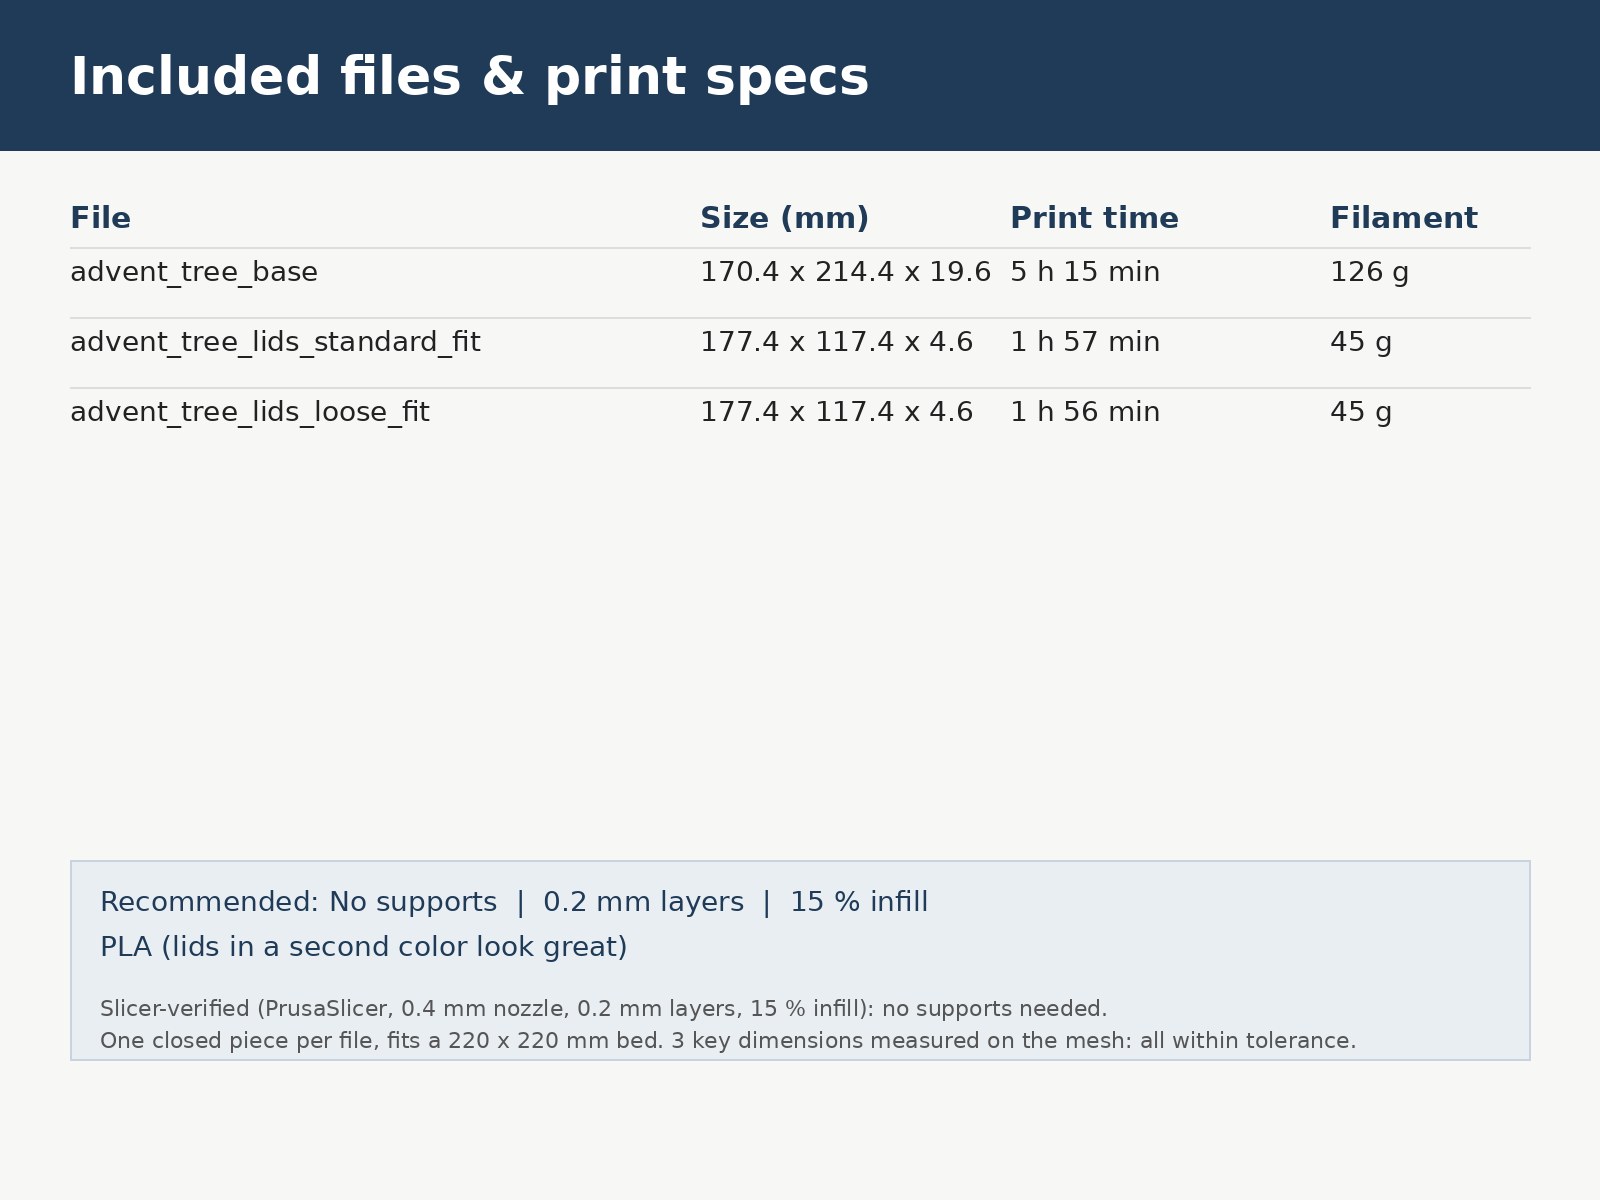 Included files & print specs
File Size (mm) Print time Filament
advent_tree_base 170.4 x 214.4 x 19.6 5 h 15 min 126 g
advent_tree_lids_standard_fit 177.4 x 117.4 x 4.6 1 h 57 min 45 g
advent_tree_lids_loose_fit 177.4 x 117.4 x 4.6 1 h 56 min 45 g
Recommended: No supports | 0.2 mm layers | 15 % infill
PLA (lids in a second color look great)
Slicer-verified (PrusaSlicer, 0.4 mm nozzle, 0.2 mm layers, 15 % infill): no supports needed.
One closed piece per file, fits a 220 x 220 mm bed. 3 key dimensions measured on the mesh: all within tolerance.